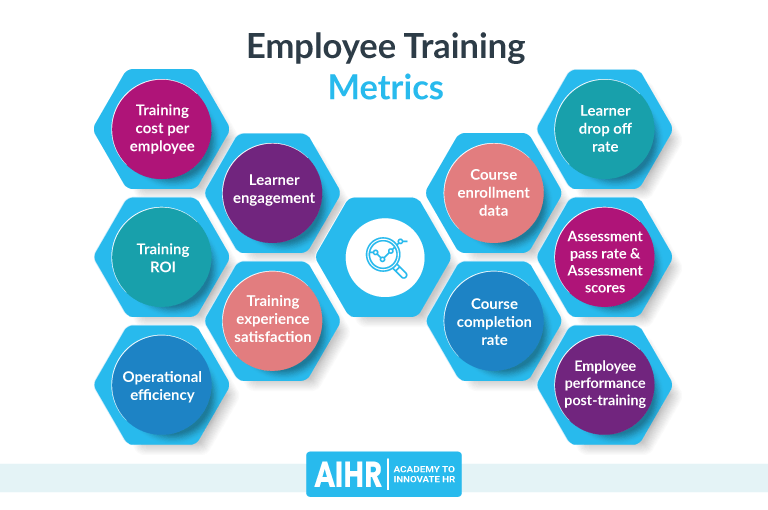 Employee Training
Metrics
Training
cost per
employee
Learner
engagement
Training
ROI
Training
experience
satisfaction
Operational
efficiency
Course
enrollment
data
Learner
drop off
rate
Assessment
pass rate &
Assessment
scores
Course
completion
rate
Employee
performance
post-training
AIHR
ACADEMY TO
INNOVATE HR